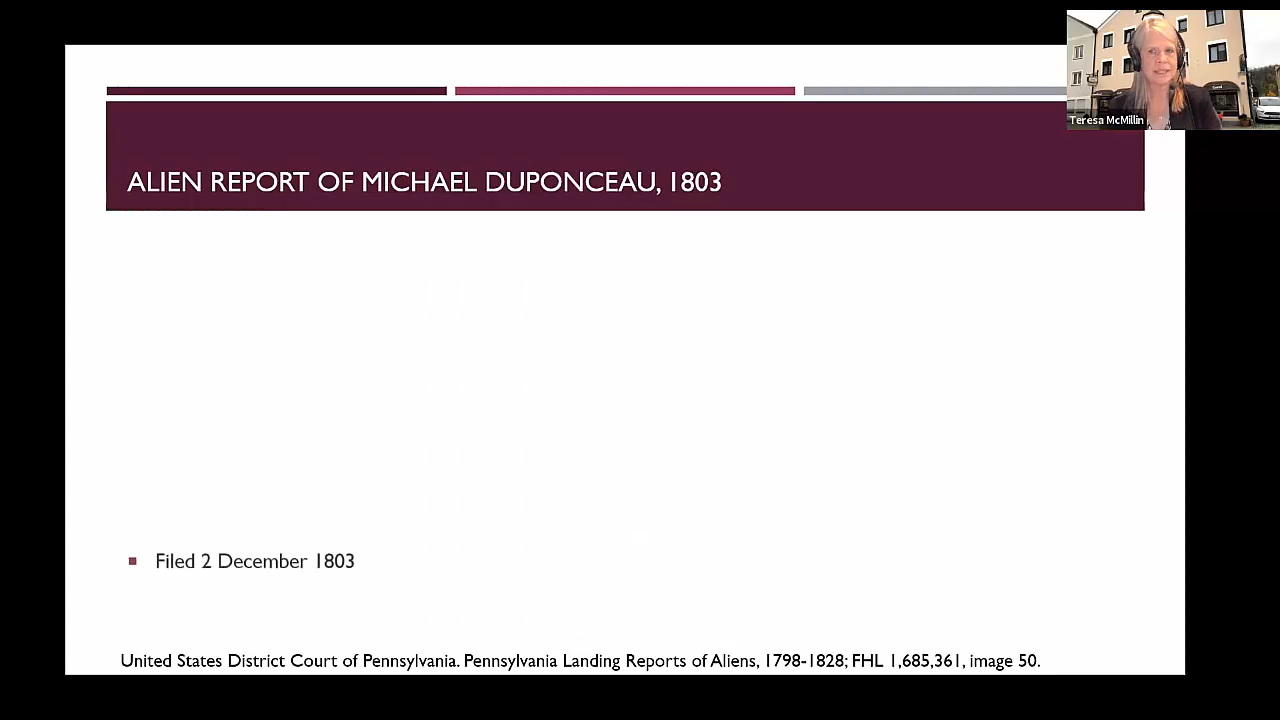 Teresa McMillin
ALIEN REPORT OF MICHAEL DUPONCEAU, 1803
Filed 2 December 1803
United States District Court of Pennsylvania. Pennsylvania Landing Reports of Aliens, 1798-1828; FHL 1,685,361, image 50.